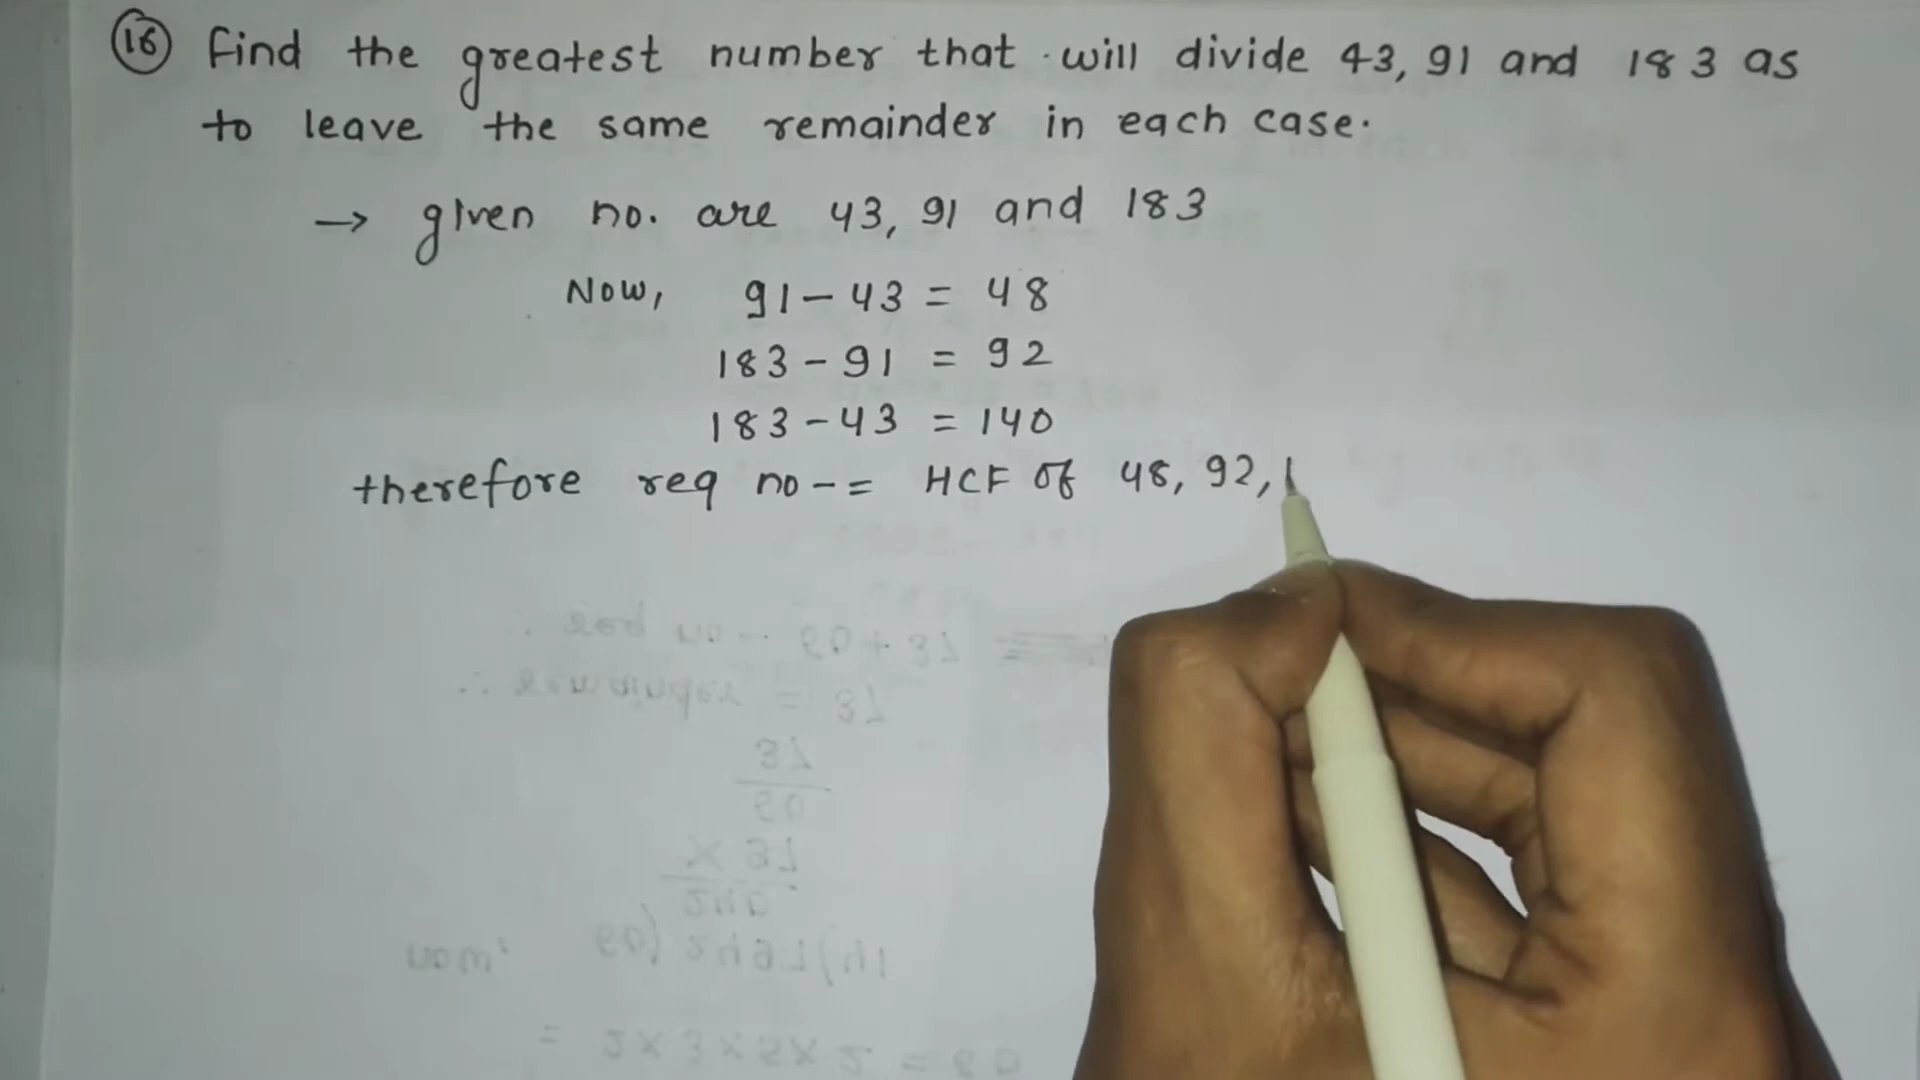 16 Find the greatest number that will divide 43, 91 and 183 as
to leave the same remainder in each case.
→ given no. are 43, 91 and 183
Now, 91 - 43 = 48
183 - 91 = 92
183 - 43 = 140
therefore req no - = HCF of 48, 92, 1